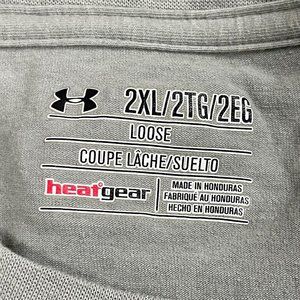 2XL/2TG/2EG
LOOSE
COUPE LÂCHE/SUELTO
heatgear
MADE IN HONDURAS
FABRIQUÉ AU HONDURAS
HECHO EN HONDURAS